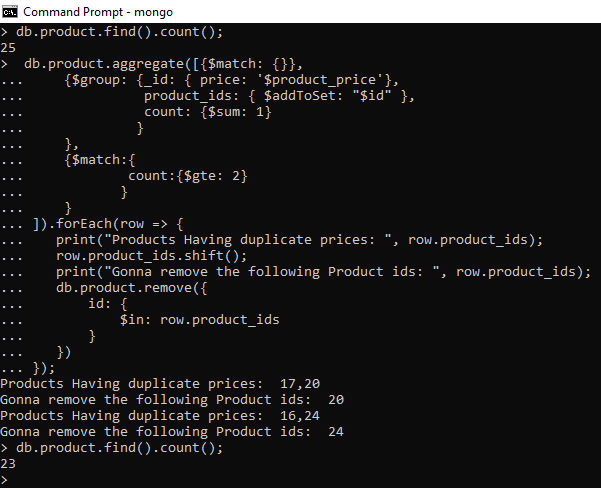 Command Prompt - mongo
> db.product.find().count();
25
>  db.product.aggregate([{$match: {}},
...     {$group: {_id: { price: '$product_price'},
...               product_ids: { $addToSet: "$id" },
...               count: {$sum: 1}
...              }
...     },
...     {$match:{
...             count:{$gte: 2}
...            }
...     }
... ]).forEach(row => {
...    print("Products Having duplicate prices: ", row.product_ids);
...    row.product_ids.shift();
...    print("Gonna remove the following Product ids: ", row.product_ids);
...    db.product.remove({
...        id: {
...            $in: row.product_ids
...        }
...    })
... });
Products Having duplicate prices:  17,20
Gonna remove the following Product ids:  20
Products Having duplicate prices:  16,24
Gonna remove the following Product ids:  24
> db.product.find().count();
23
>